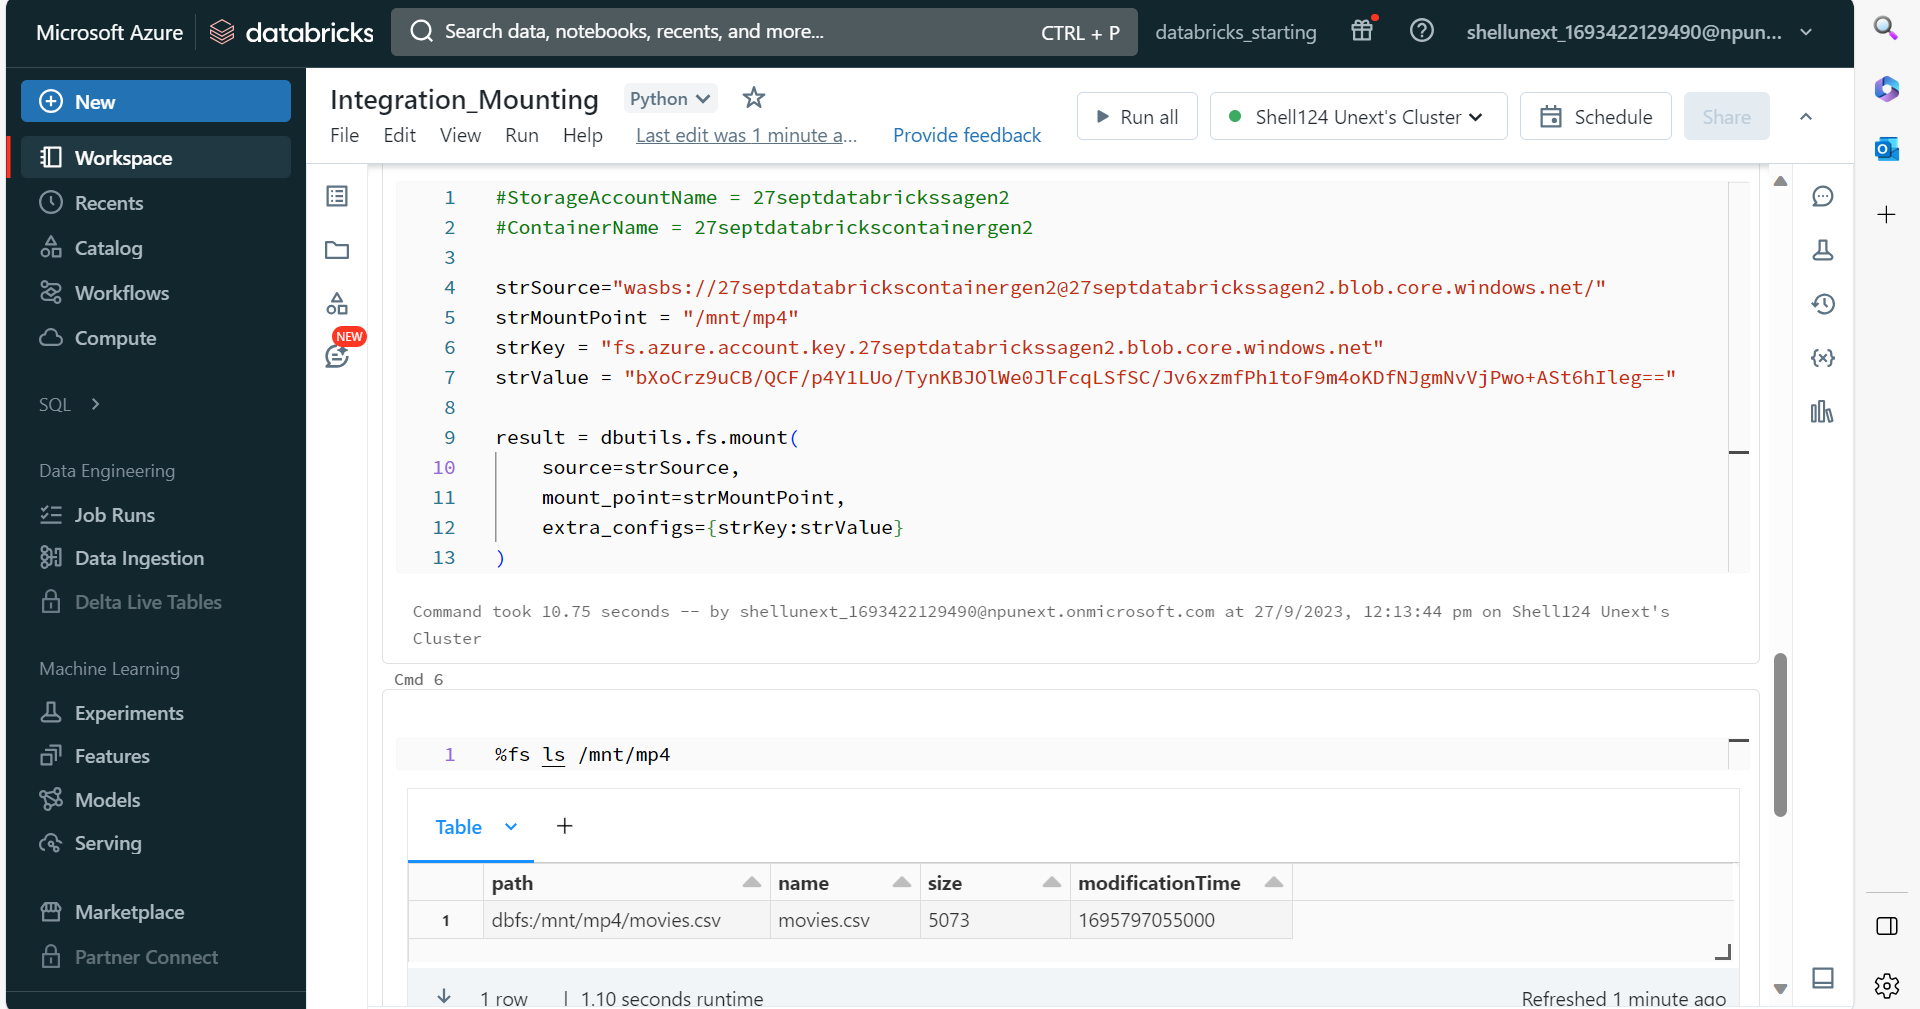 Microsoft Azure databricks Search data, notebooks, recents, and more... CTRL + P databricks_starting shellunext_1693422129490@npun...
New
Workspace
Recents
Catalog
Workflows
Compute
SQL
Data Engineering
Job Runs
Data Ingestion
Delta Live Tables
Machine Learning
Experiments
Features
Models
Serving
Marketplace
Partner Connect
Integration_Mounting Python
File Edit View Run Help Last edit was 1 minute a... Provide feedback
Run all Shell124 Unext's Cluster Schedule Share
NEW
1 #StorageAccountName = 27septdatabrickssagen2
2 #ContainerName = 27septdatabrickscontainergen2
3
4 strSource="wasbs://27septdatabrickscontainergen2@27septdatabrickssagen2.blob.core.windows.net/"
5 strMountPoint = "/mnt/mp4"
6 strKey = "fs.azure.account.key.27septdatabrickssagen2.blob.core.windows.net"
7 strValue = "bXoCrz9uCB/QCF/p4Y1LUo/TynKBJOlWe0JlFcqLSfSC/Jv6xzmfPh1toF9m4oKDfNJgmNvVjPwo+ASt6hIleg=="
8
9 result = dbutils.fs.mount(
10 source=strSource,
11 mount_point=strMountPoint,
12 extra_configs={strKey:strValue}
13 )
Command took 10.75 seconds -- by shellunext_1693422129490@npunext.onmicrosoft.com at 27/9/2023, 12:13:44 pm on Shell124 Unext's
Cluster
Cmd 6
1 %fs ls /mnt/mp4
Table +
path name size modificationTime
1 dbfs:/mnt/mp4/movies.csv movies.csv 5073 1695797055000
1 row | 1.10 seconds runtime Refreshed 1 minute ago